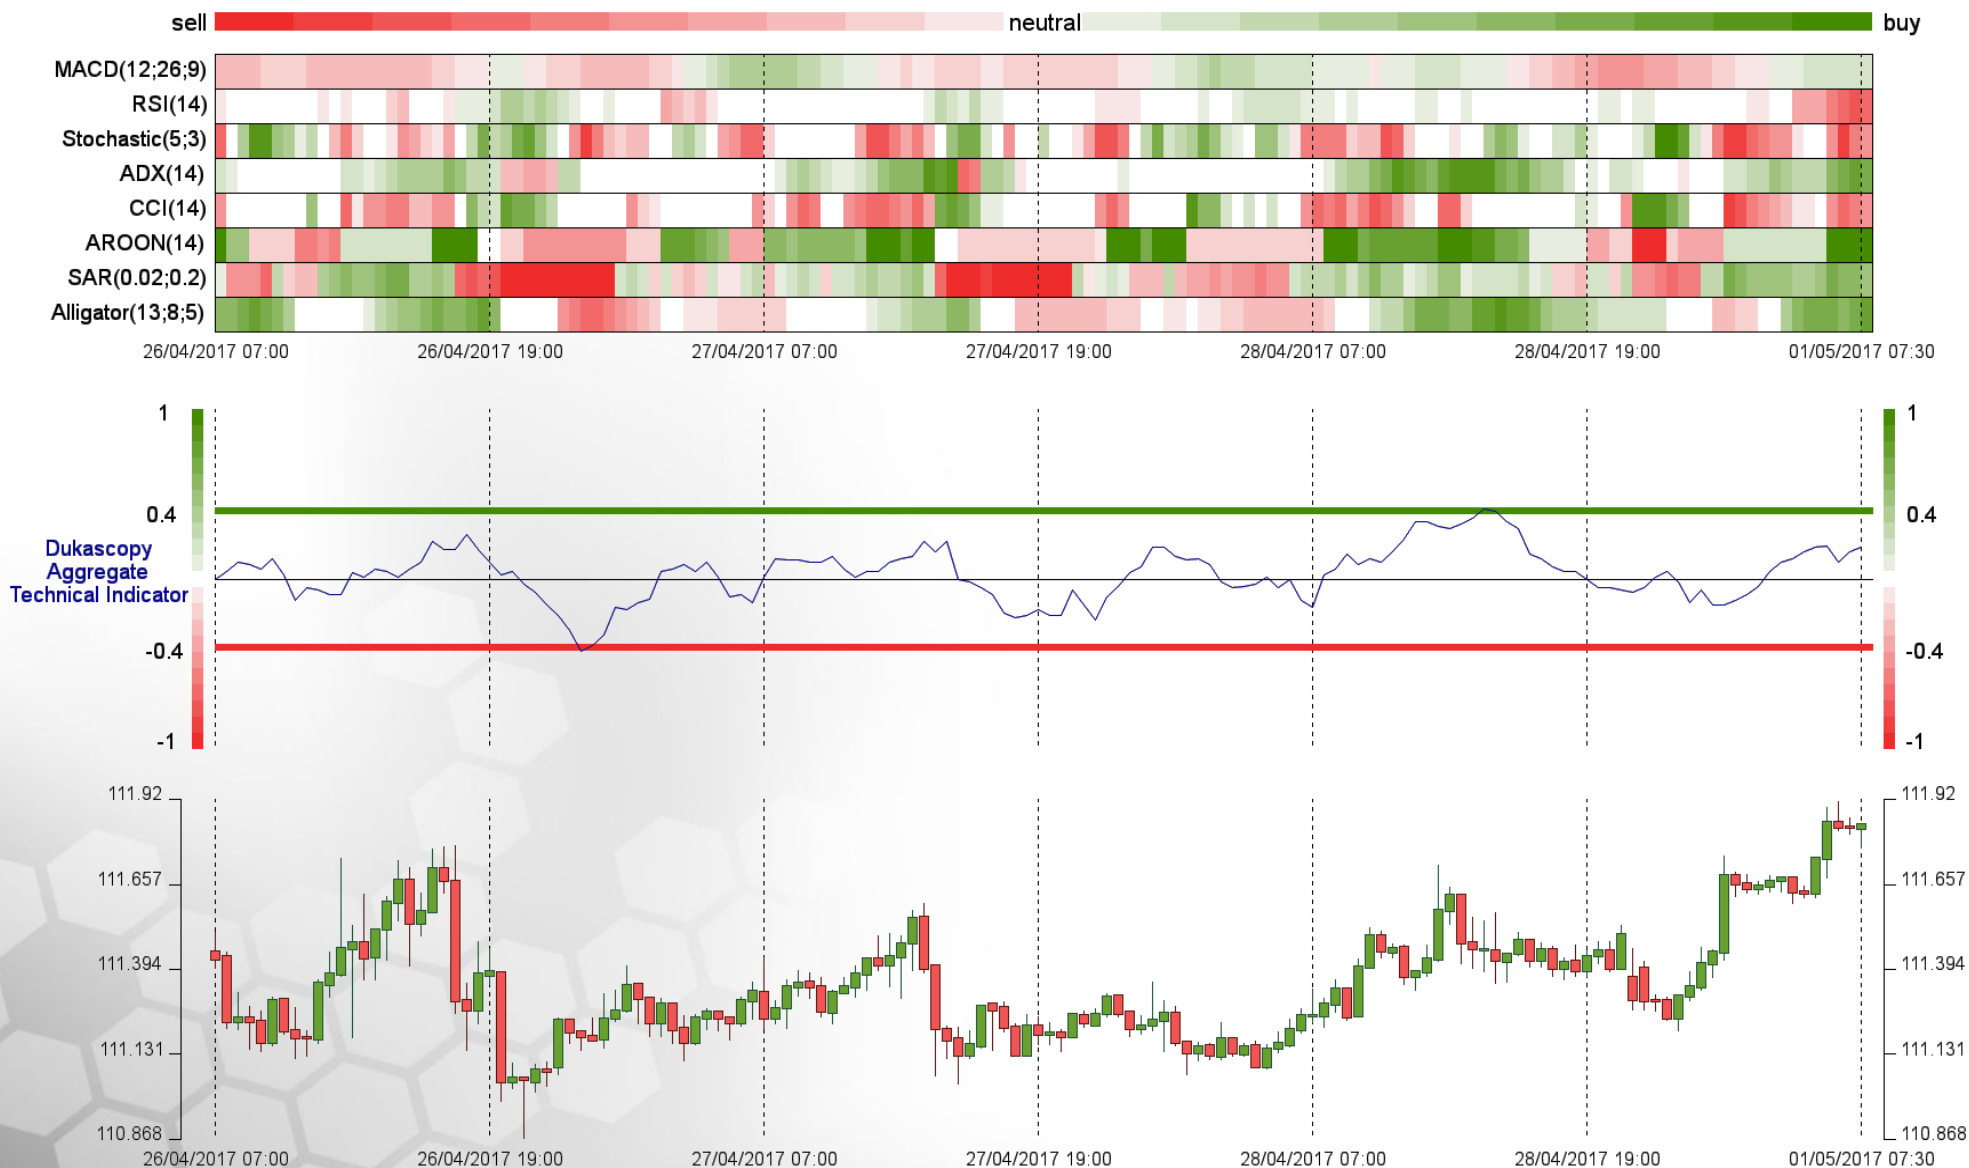 sell neutral buy
MACD(12;26;9)
RSI(14)
Stochastic(5;3)
ADX(14)
CCI(14)
AROON(14)
SAR(0.02;0.2)
Alligator(13;8;5)
26/04/2017 07:00 26/04/2017 19:00 27/04/2017 07:00 27/04/2017 19:00 28/04/2017 07:00 28/04/2017 19:00 01/05/2017 07:30
1 1
0.4 0.4
Dukascopy
Aggregate
Technical Indicator
-0.4 -0.4
-1 -1
111.92 111.92
111.657 111.657
111.394 111.394
111.131 111.131
110.868 110.868
26/04/2017 07:00 26/04/2017 19:00 27/04/2017 07:00 27/04/2017 19:00 28/04/2017 07:00 28/04/2017 19:00 01/05/2017 07:30